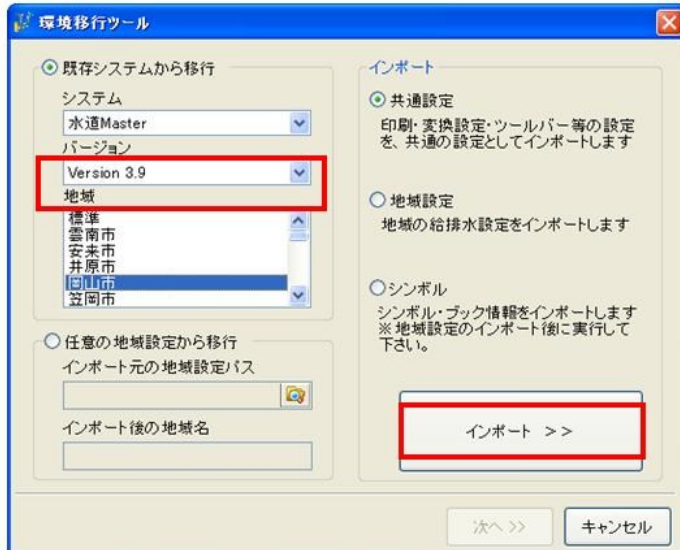 環境移行ツール
既存システムから移行
システム
水道Master
バージョン
Version 3.9
地域
標準
雲南市
安来市
井原市
岡山市
笠岡市
任意の地域設定から移行
インポート元の地域設定パス
インポート後の地域名
インポート
共通設定
印刷・変換設定・ツールバー等の設定
を、共通の設定としてインポートします
地域設定
地域の給排水設定をインポートします
シンボル
シンボル・ブック情報をインポートします
※地域設定のインポート後に実行して
下さい。
インポート >>
次へ >>
キャンセル